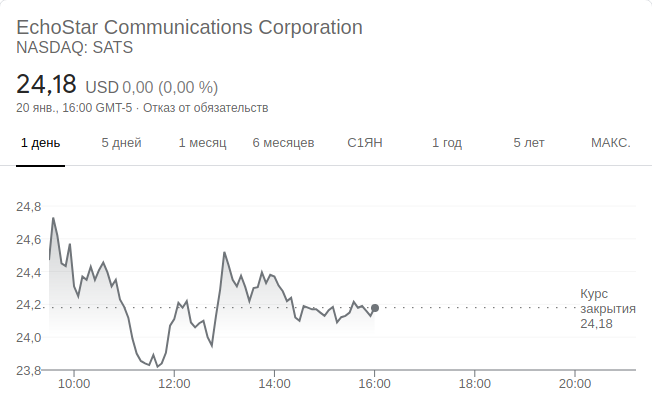 EchoStar Communications Corporation
NASDAQ: SATS
24,18 USD 0,00 (0,00 %)
20 янв., 16:00 GMT-5 · Отказ от обязательств
1 день 5 дней 1 месяц 6 месяцев С1ЯН 1 год 5 лет МАКС.
24,8
24,6
24,4
24,2
24,0
23,8
Курс
закрытия
24,18
10:00 12:00 14:00 16:00 18:00 20:00